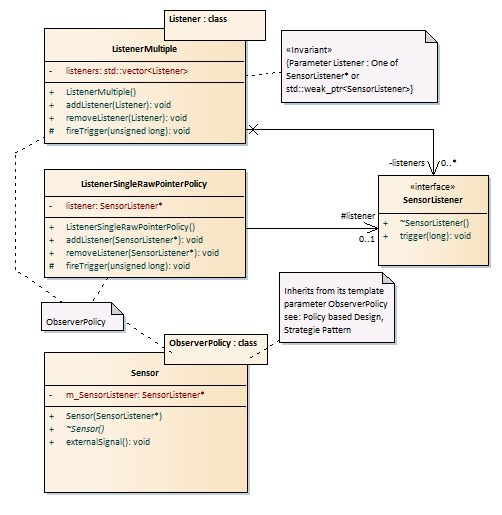 Listener : class
ListenerMultiple
- listeners: std::vector<Listener>
+ ListenerMultiple()
+ addListener(Listener): void
+ removeListener(Listener): void
# fireTrigger(unsigned long): void
«Invariant»
{Parameter Listener : One of
SensorListener* or
std::weak_ptr<SensorListener>}
-listeners 0..*
ListenerSingleRawPointerPolicy
- listener: SensorListener*
+ ListenerSingleRawPointerPolicy()
+ addListener(SensorListener*): void
+ removeListener(SensorListener*): void
# fireTrigger(unsigned long): void
#listener
0..1
«interface»
SensorListener
+ ~SensorListener()
+ trigger(long): void
ObserverPolicy
Inherits from its template
parameter ObserverPolicy
see: Policy based Design,
Strategie Pattern
ObserverPolicy : class
Sensor
- m_SensorListener: SensorListener*
+ Sensor(SensorListener*)
+ ~Sensor()
+ externalSignal(): void